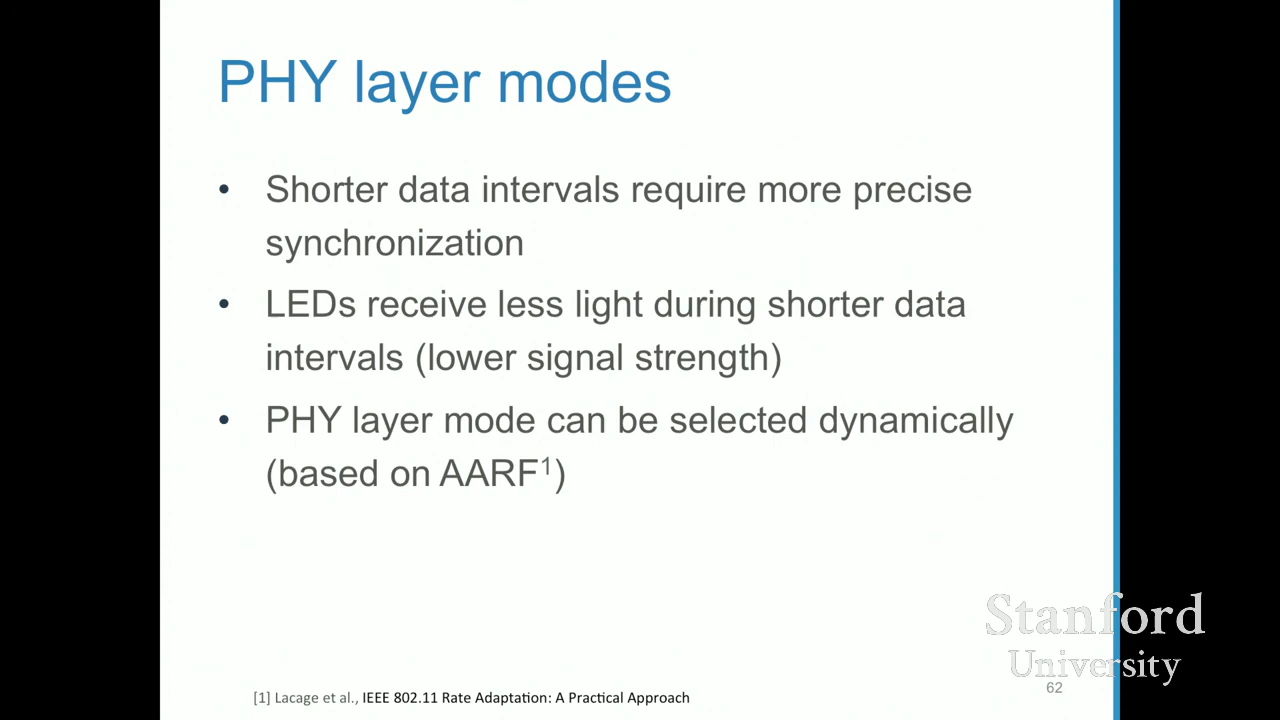 PHY layer modes
• Shorter data intervals require more precise
synchronization
• LEDs receive less light during shorter data
intervals (lower signal strength)
• PHY layer mode can be selected dynamically
(based on AARF¹)
Stanford
University
[1] Lacage et al., IEEE 802.11 Rate Adaptation: A Practical Approach
62